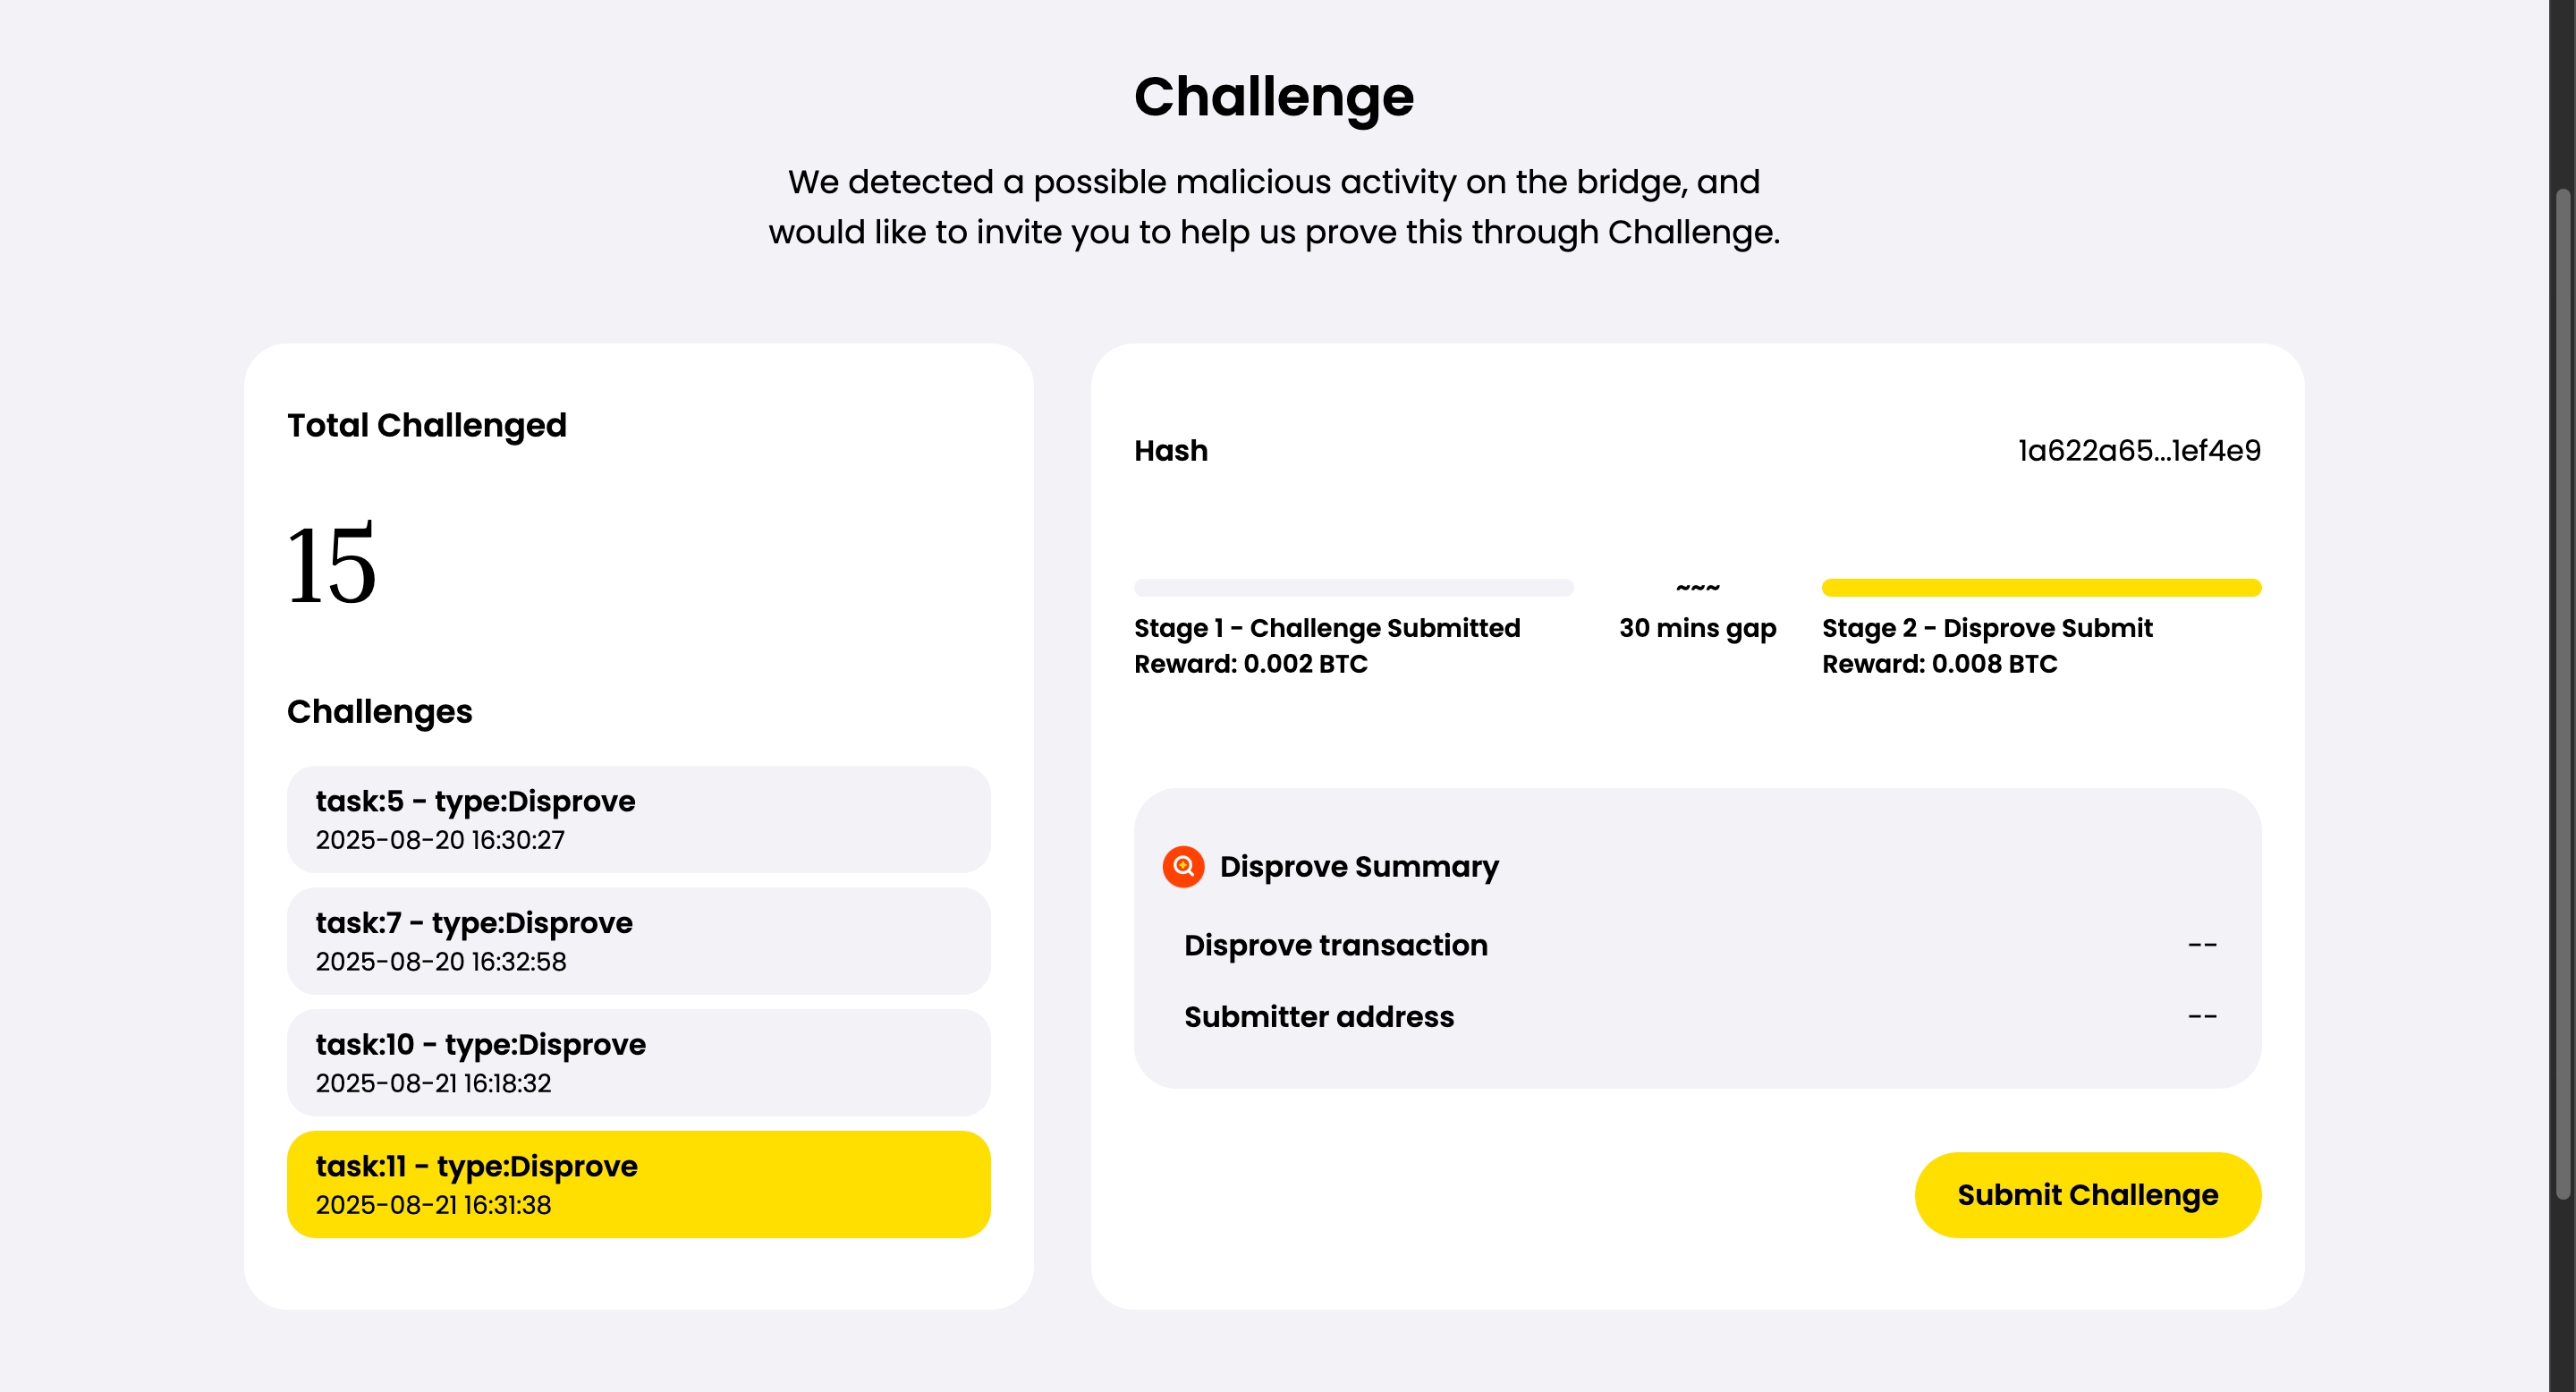 Challenge
We detected a possible malicious activity on the bridge, and
would like to invite you to help us prove this through Challenge.
Total Challenged
15
Challenges
task:5 - type:Disprove
2025-08-20 16:30:27
task:7 - type:Disprove
2025-08-20 16:32:58
task:10 - type:Disprove
2025-08-21 16:18:32
task:11 - type:Disprove
2025-08-21 16:31:38
Hash 1a622a65...1ef4e9
~~~
Stage 1 - Challenge Submitted 30 mins gap Stage 2 - Disprove Submit
Reward: 0.002 BTC Reward: 0.008 BTC
Disprove Summary
Disprove transaction --
Submitter address --
Submit Challenge